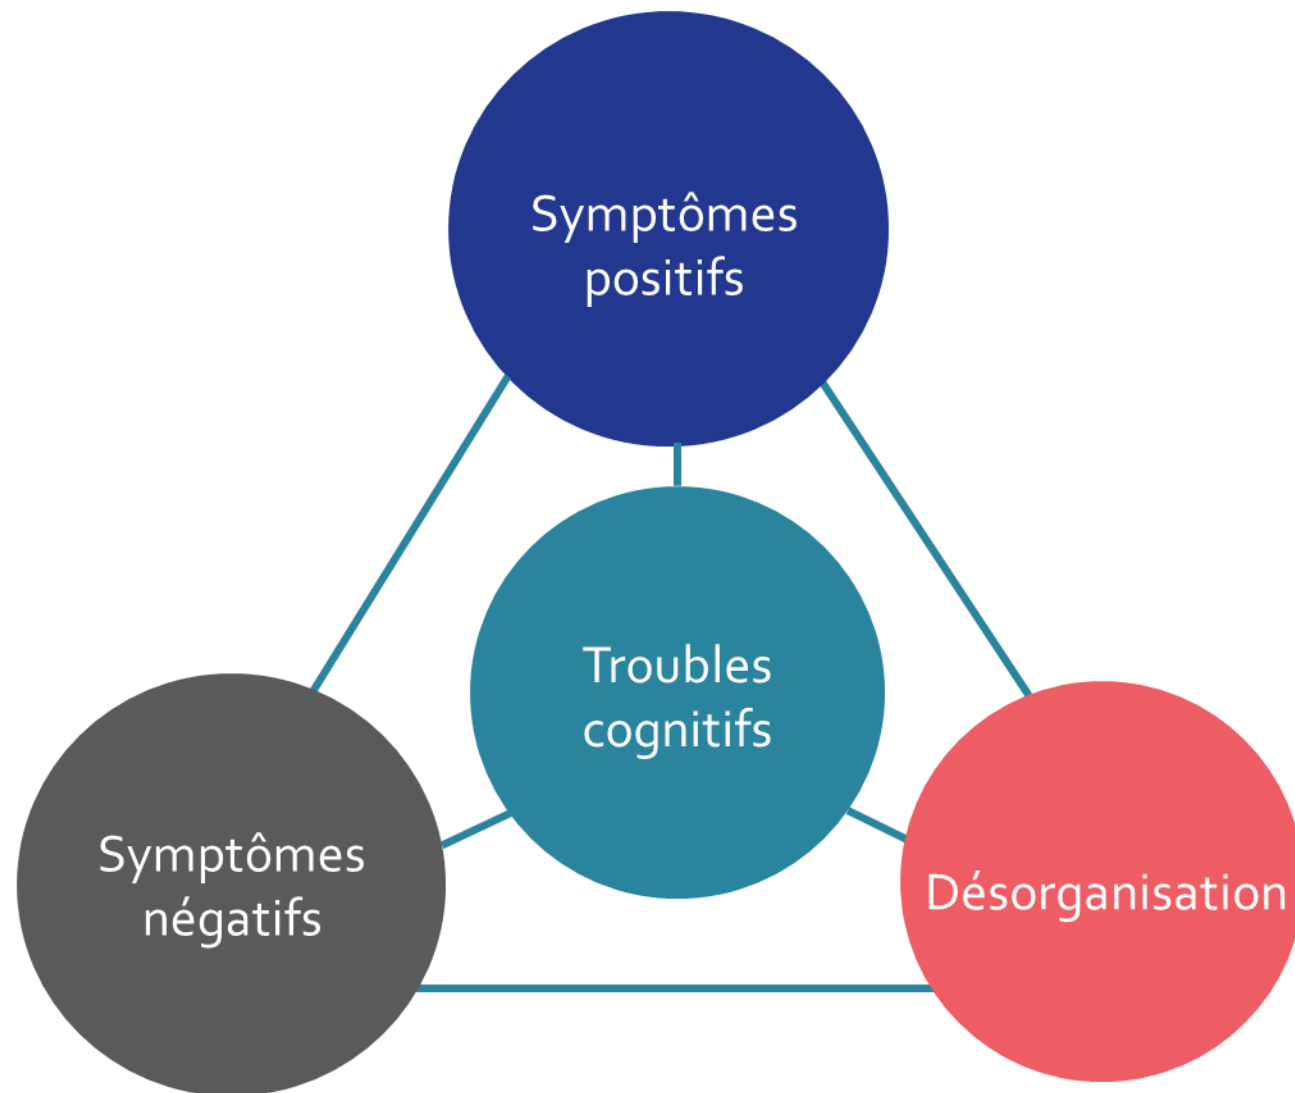 Symptômes
positifs
Troubles
cognitifs
Symptômes
négatifs
Désorganisation